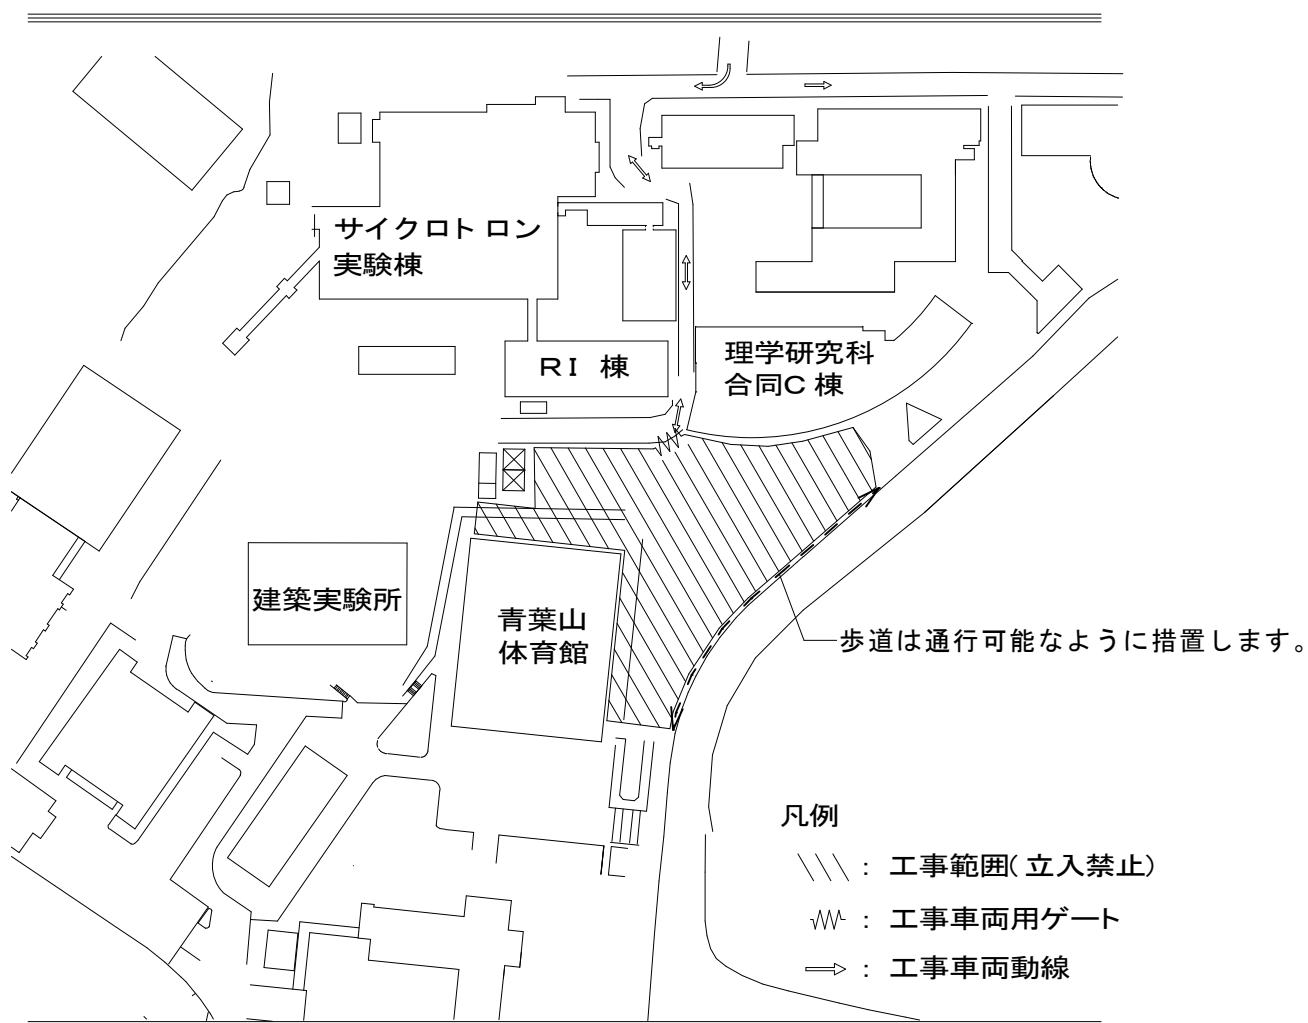 サイクロトロン
実験棟
RI 棟
理学研究科
合同C棟
建築実験所
青葉山
体育館
歩道は通行可能なように措置します。
凡例
： 工事範囲(立入禁止)
： 工事車両用ゲート
： 工事車両動線